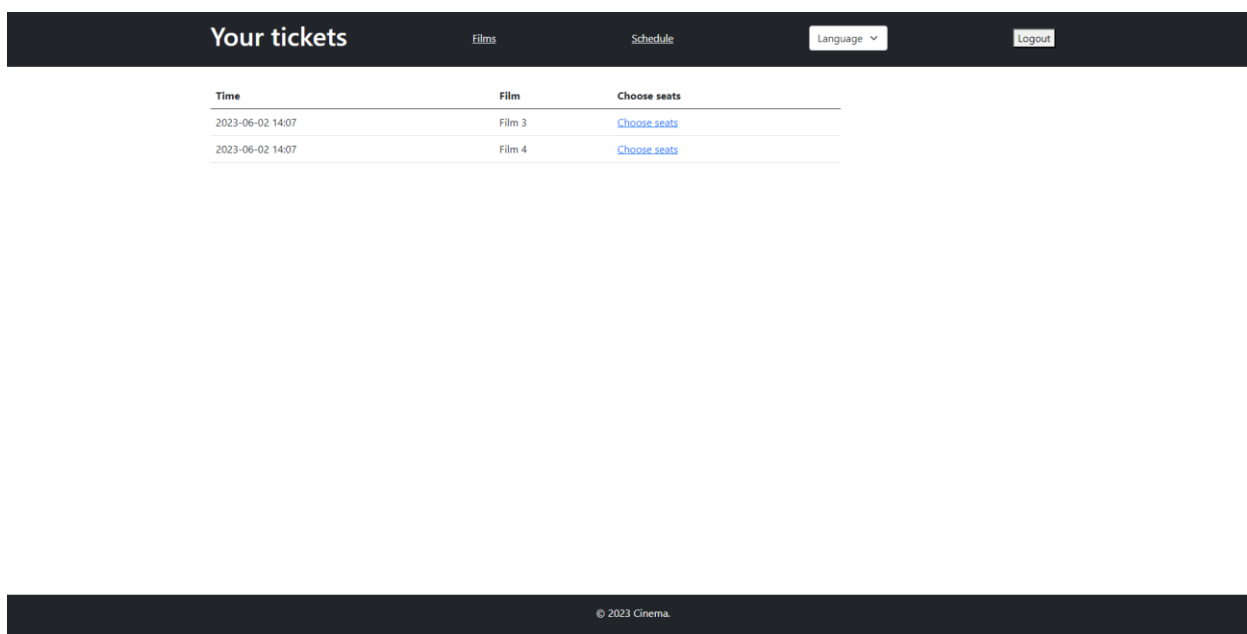 Your tickets Films Schedule Language Logout
Time Film Choose seats
2023-06-02 14:07 Film 3 Choose seats
2023-06-02 14:07 Film 4 Choose seats
© 2023 Cinema.